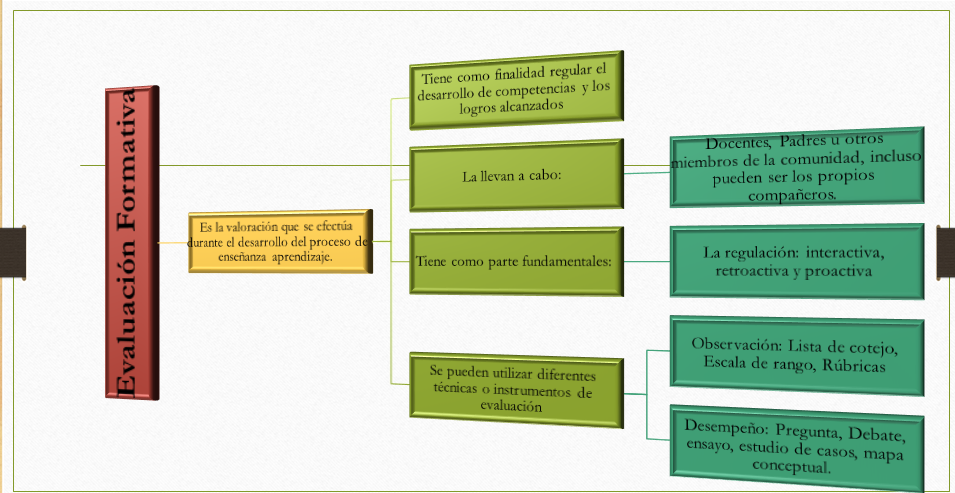 Evaluación Formativa
Es la valoración que se efectúa
durante el desarrollo del proceso de
enseñanza aprendizaje.
Tiene como finalidad regular el
desarrollo de competencias y los
logros alcanzados
La llevan a cabo:
Docentes, Padres u otros
miembros de la comunidad, incluso
pueden ser los propios
compañeros.
Tiene como parte fundamentales:
La regulación: interactiva,
retroactiva y proactiva
Se pueden utilizar diferentes
técnicas o instrumentos de
evaluación
Observación: Lista de cotejo,
Escala de rango, Rúbricas
Desempeño: Pregunta, Debate,
ensayo, estudio de casos, mapa
conceptual.